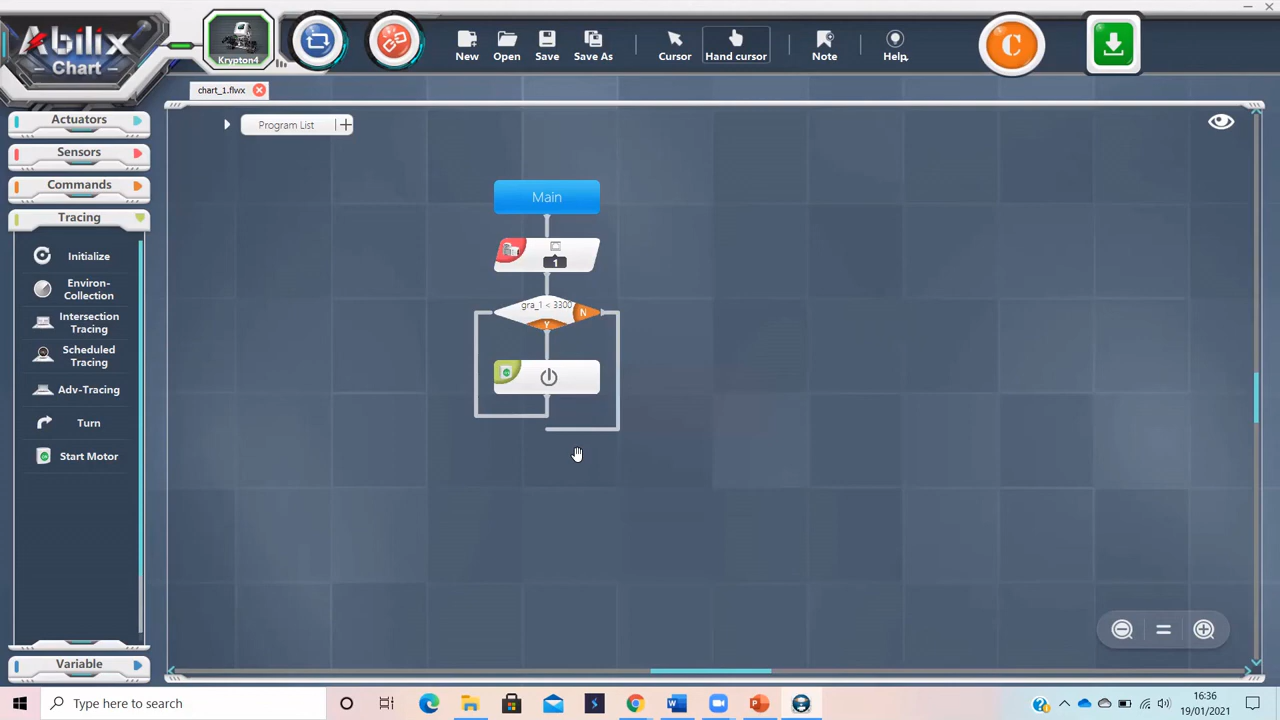 Abilix
Chart
Krypton4
New
Open
Save
Save As
Cursor
Hand cursor
Note
Help
C
chart_1.flwx
Program List
Actuators
Sensors
Commands
Tracing
Initialize
Environ-
Collection
Intersection
Tracing
Scheduled
Tracing
Adv-Tracing
Turn
Start Motor
Variable
Main
1
gra_1 < 3300
N
Y
Type here to search
16:36
19/01/2021